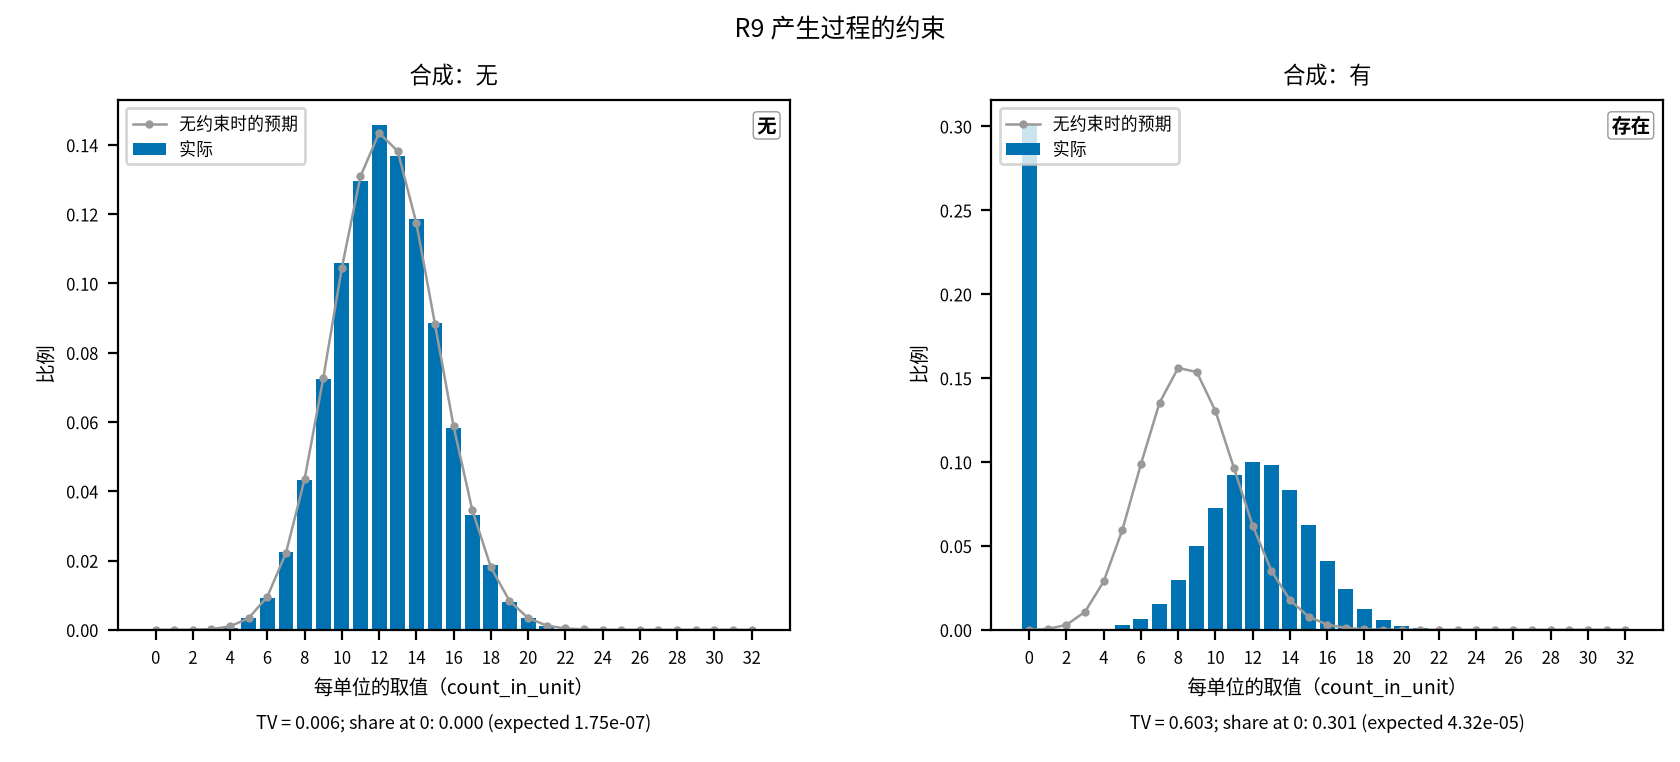 R9 产生过程的约束
合成：无
无约束时的预期
实际
无
0.14
0.12
0.10
0.08
0.06
0.04
0.02
0.00
比例
0 2 4 6 8 10 12 14 16 18 20 22 24 26 28 30 32
每单位的取值（count_in_unit）
TV = 0.006; share at 0: 0.000 (expected 1.75e-07)
合成：有
无约束时的预期
实际
存在
0.30
0.25
0.20
0.15
0.10
0.05
0.00
比例
0 2 4 6 8 10 12 14 16 18 20 22 24 26 28 30 32
每单位的取值（count_in_unit）
TV = 0.603; share at 0: 0.301 (expected 4.32e-05)